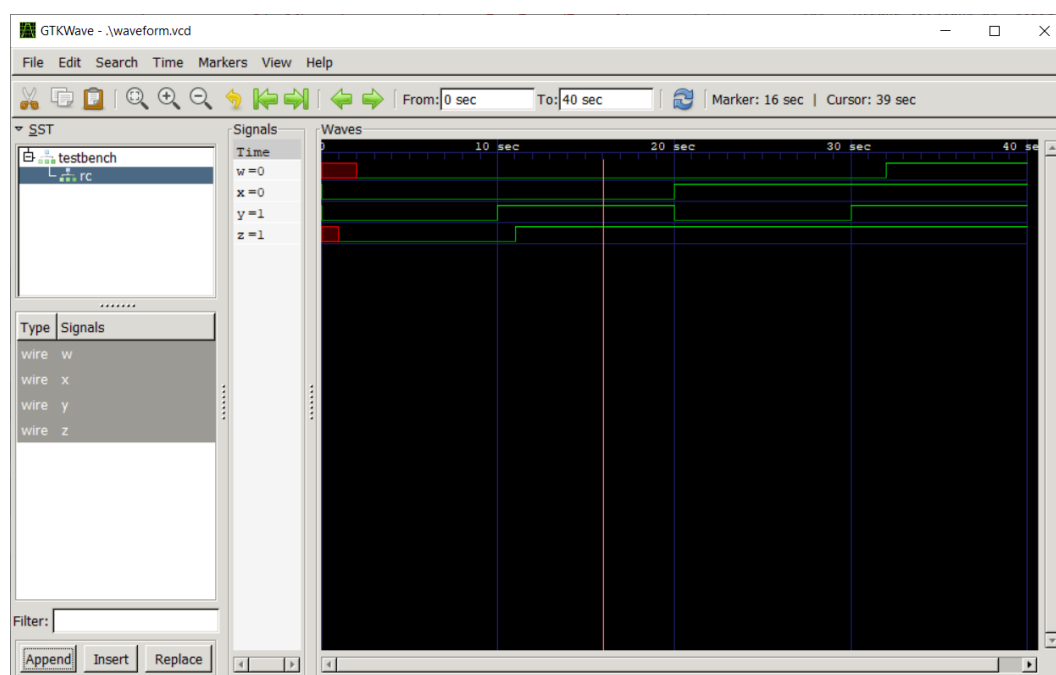 GTKWave - .\waveform.vcd
File Edit Search Time Markers View Help
From: 0 sec To: 40 sec Marker: 16 sec | Cursor: 39 sec
SST
testbench
rc
Type Signals
wire w
wire x
wire y
wire z
Filter:
Append Insert Replace
Signals
Time
w=0
x=0
y=1
z=1
Waves
10 sec 20 sec 30 sec 40 se